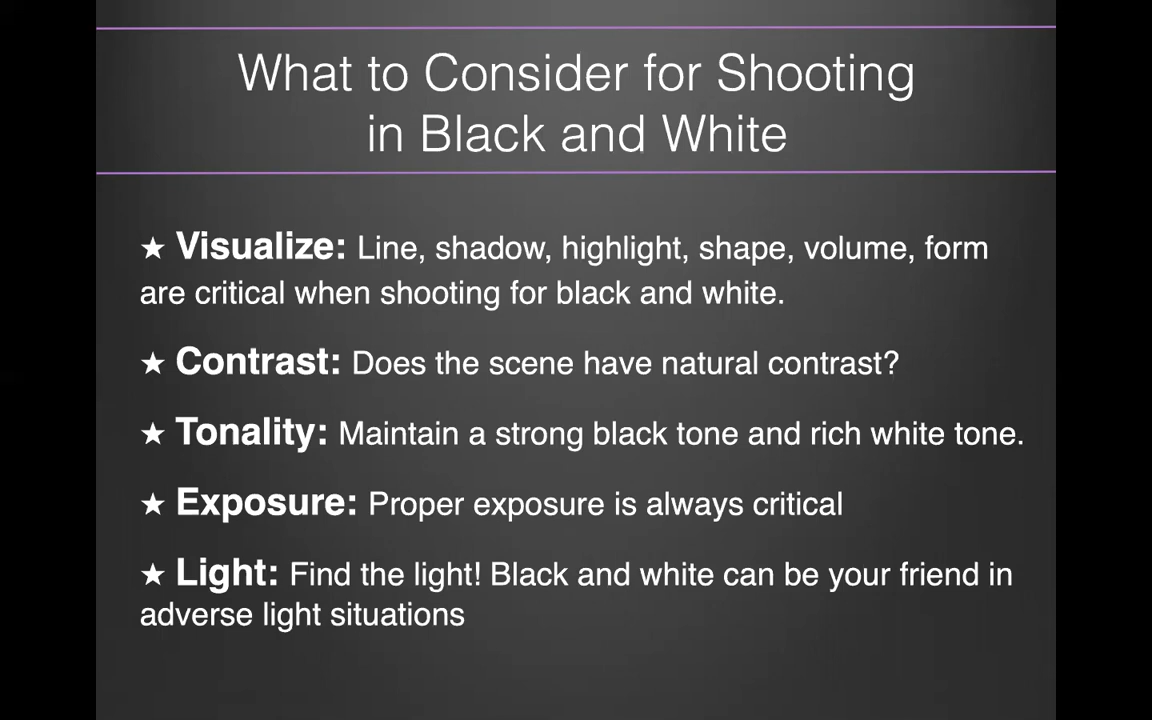 What to Consider for Shooting
in Black and White
★ Visualize: Line, shadow, highlight, shape, volume, form
are critical when shooting for black and white.
★ Contrast: Does the scene have natural contrast?
★ Tonality: Maintain a strong black tone and rich white tone.
★ Exposure: Proper exposure is always critical
★ Light: Find the light! Black and white can be your friend in
adverse light situations